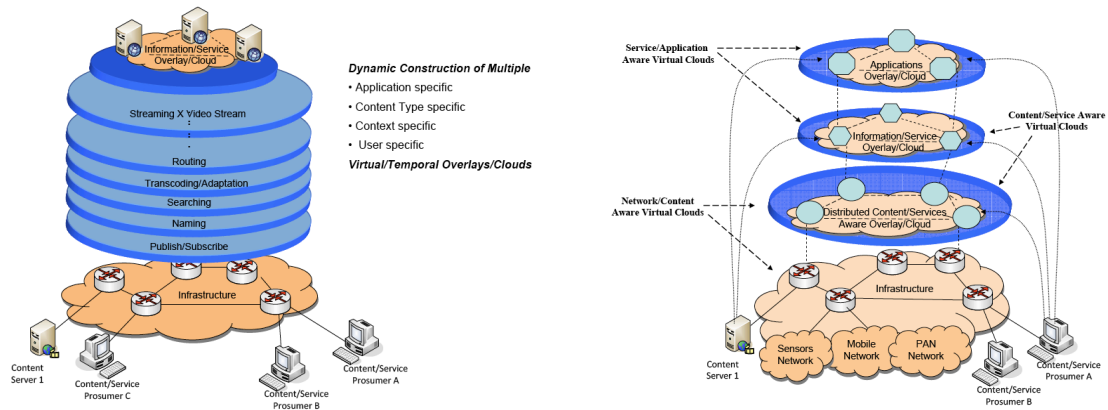 Information/Service
Overlay/Cloud
Streaming X Video Stream
Routing
Transcoding/Adaptation
Searching
Naming
Publish/Subscribe
Infrastructure
Content
Server 1
Content/Service
Prosumer C
Content/Service
Prosumer B
Content/Service
Prosumer A
Dynamic Construction of Multiple
• Application specific
• Content Type specific
• Context specific
• User specific
Virtual/Temporal Overlays/Clouds
Service/Application
Aware Virtual Clouds
Applications
Overlay/Cloud
Content/Service Aware
Virtual Clouds
Information/Service
Overlay/Cloud
Network/Content
Aware Virtual Clouds
Distributed Content/Services
Aware Overlay/Cloud
Infrastructure
Sensors
Network
Mobile
Network
PAN
Network
Content
Server 1
Content/Service
Prosumer A
Content/Service
Prosumer B